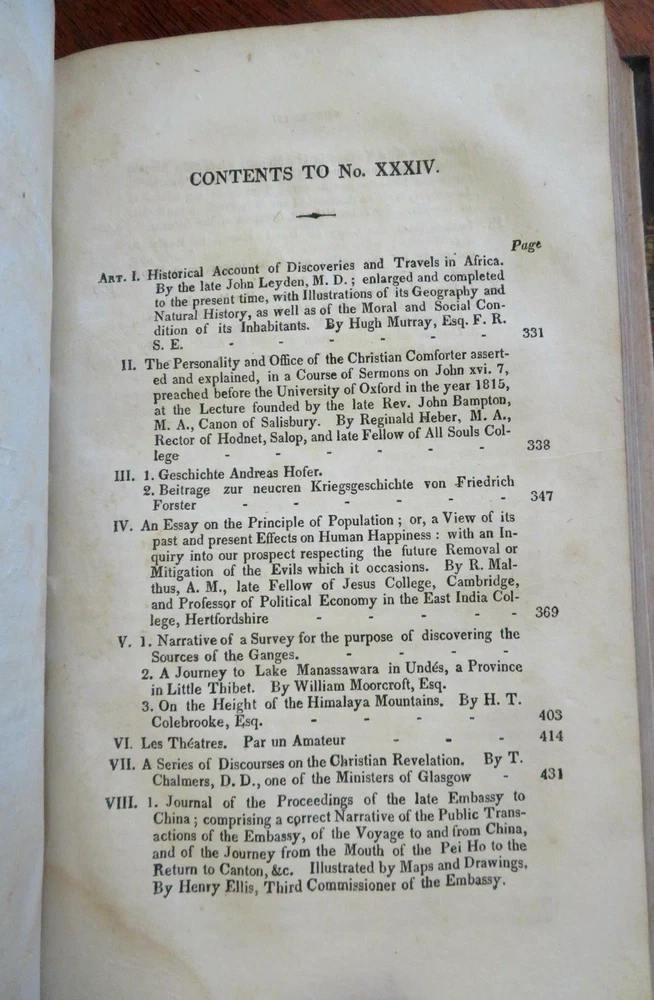 CONTENTS TO No. XXXIV.
Page
ART. I. Historical Account of Discoveries and Travels in Africa.
By the late John Leyden, M. D.; enlarged and completed
to the present time, with Illustrations of its Geography and
Natural History, as well as of the Moral and Social Con-
dition of its Inhabitants. By Hugh Murray, Esq. F. R.
S. E. - - - - - - 331
II. The Personality and Office of the Christian Comforter assert-
ed and explained, in a Course of Sermons on John xvi. 7,
preached before the University of Oxford in the year 1815,
at the Lecture founded by the late Rev. John Bampton,
M. A., Canon of Salisbury. By Reginald Heber, M. A.,
Rector of Hodnet, Salop, and late Fellow of All Souls Col-
lege - - - - - - 338
III. 1. Geschichte Andreas Hofer.
2. Beitrage zur neucren Kriegsgeschichte von Friedrich
Forster - - - - - - 347
IV. An Essay on the Principle of Population; or, a View of its
past and present Effects on Human Happiness: with an In-
quiry into our prospect respecting the future Removal or
Mitigation of the Evils which it occasions. By R. Mal-
thus, A. M., late Fellow of Jesus College, Cambridge,
and Professor of Political Economy in the East India Col-
lege, Hertfordshire - - - - - 369
V. 1. Narrative of a Survey for the purpose of discovering the
Sources of the Ganges. - - - -
2. A Journey to Lake Manassawara in Undés, a Province
in Little Thibet. By William Moorcroft, Esq.
3. On the Height of the Himalaya Mountains. By H. T.
Colebrooke, Esq. - - - - 403
VI. Les Théatres. Par un Amateur - - - 414
VII. A Series of Discourses on the Christian Revelation. By T.
Chalmers, D. D., one of the Ministers of Glasgow - 431
VIII. 1. Journal of the Proceedings of the late Embassy to
China; comprising a correct Narrative of the Public Trans-
actions of the Embassy, of the Voyage to and from China,
and of the Journey from the Mouth of the Pei Ho to the
Return to Canton, &c. Illustrated by Maps and Drawings.
By Henry Ellis, Third Commissioner of the Embassy.